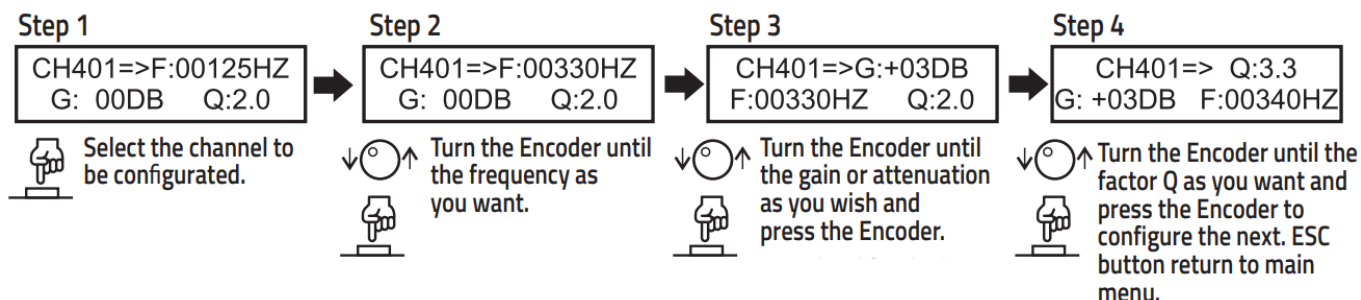 Step 1
CH401=>F:00125HZ
G: 00DB Q:2.0
Select the channel to
be configurated.
Step 2
CH401=>F:00330HZ
G: 00DB Q:2.0
Turn the Encoder until
the frequency as
you want.
Step 3
CH401=>G:+03DB
F:00330HZ Q:2.0
Turn the Encoder until
the gain or attenuation
as you wish and
press the Encoder.
Step 4
CH401=> Q:3.3
G: +03DB F:00340HZ
Turn the Encoder until the
factor Q as you want and
press the Encoder to
configure the next. ESC
button return to main
menu.